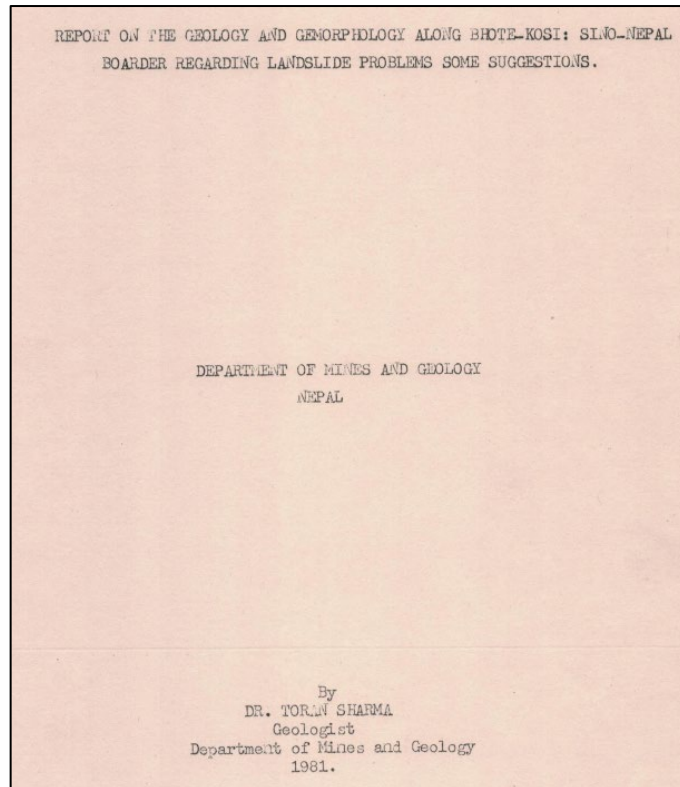 REPORT ON THE GEOLOGY AND GEMORPHOLOGY ALONG BHOTE-KOSI: SINO-NEPAL
BOARDER REGARDING LANDSLIDE PROBLEMS SOME SUGGESTIONS.
DEPARTMENT OF MINES AND GEOLOGY
NEPAL
By
DR. TORAN SHARMA
Geologist
Department of Mines and Geology
1981.